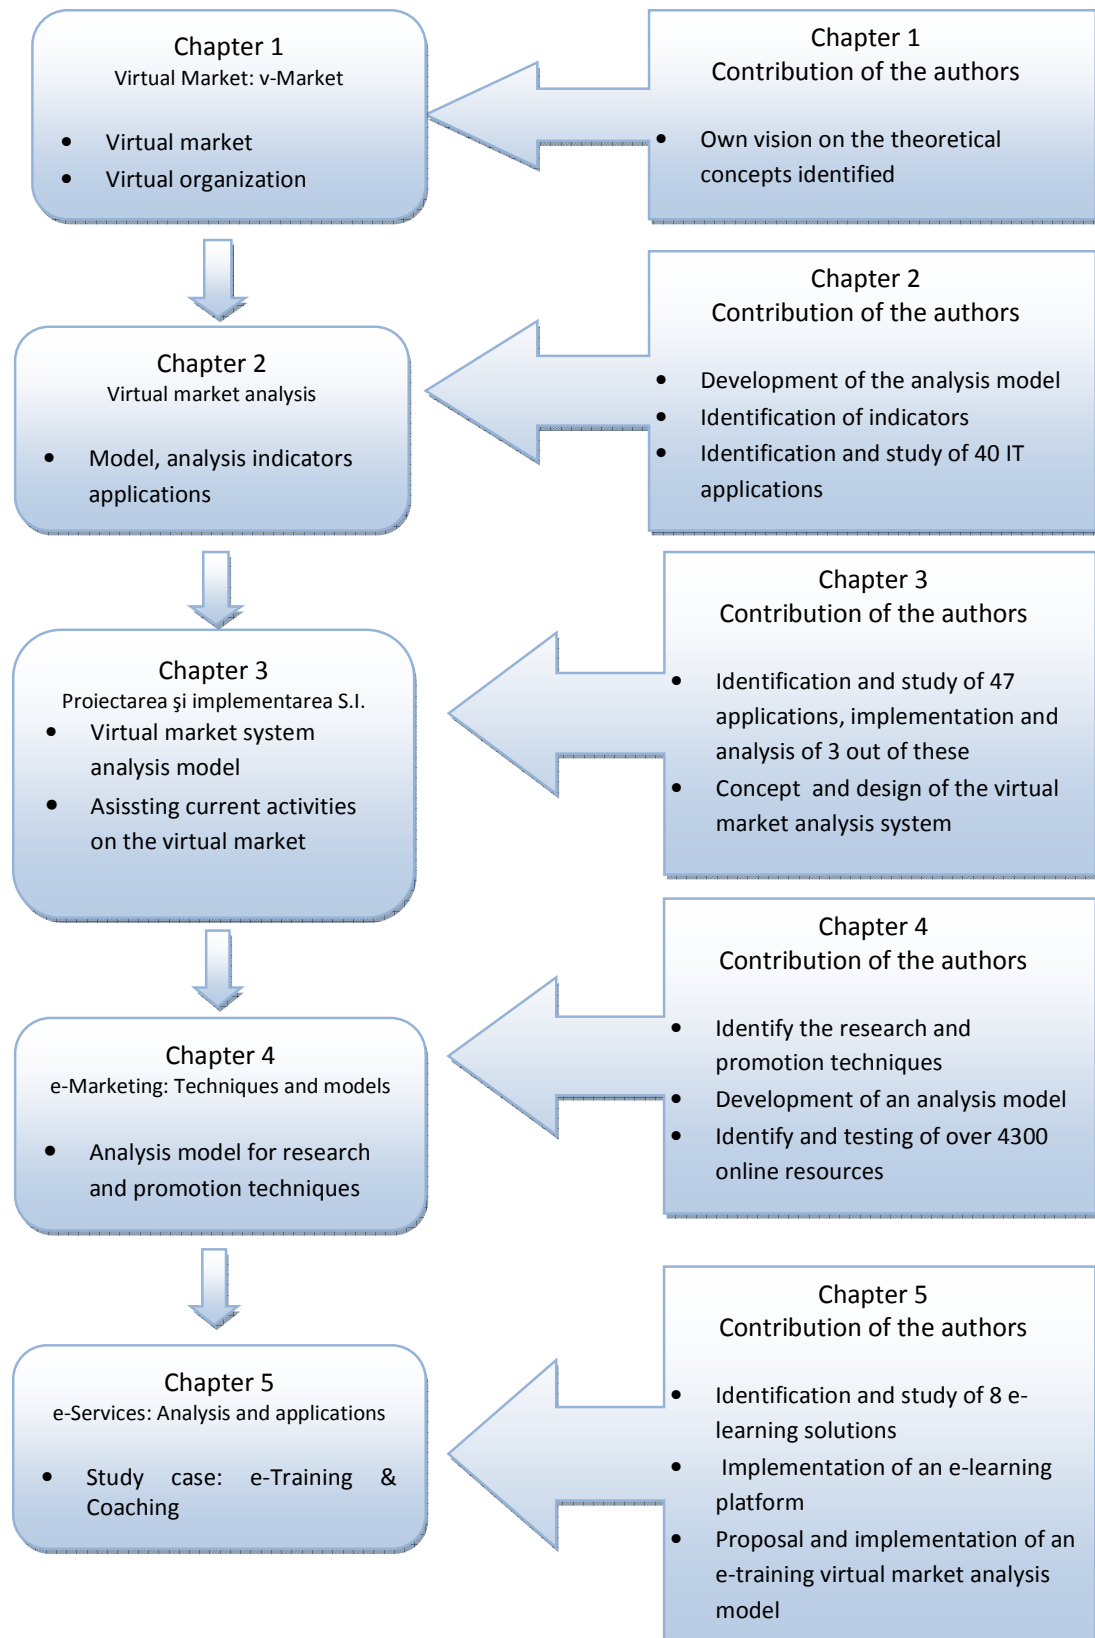 Chapter 1
Virtual Market: v-Market
• Virtual market
• Virtual organization
Chapter 1
Contribution of the authors
• Own vision on the theoretical
concepts identified
Chapter 2
Virtual market analysis
• Model, analysis indicators
applications
Chapter 2
Contribution of the authors
• Development of the analysis model
• Identification of indicators
• Identification and study of 40 IT
applications
Chapter 3
Proiectarea şi implementarea S.I.
• Virtual market system
analysis model
• Asissting current activities
on the virtual market
Chapter 3
Contribution of the authors
• Identification and study of 47
applications, implementation and
analysis of 3 out of these
• Concept and design of the virtual
market analysis system
Chapter 4
e-Marketing: Techniques and models
• Analysis model for research
and promotion techniques
Chapter 4
Contribution of the authors
• Identify the research and
promotion techniques
• Development of an analysis model
• Identify and testing of over 4300
online resources
Chapter 5
e-Services: Analysis and applications
• Study case: e-Training &
Coaching
Chapter 5
Contribution of the authors
• Identification and study of 8 e-
learning solutions
• Implementation of an e-learning
platform
• Proposal and implementation of an
e-training virtual market analysis
model